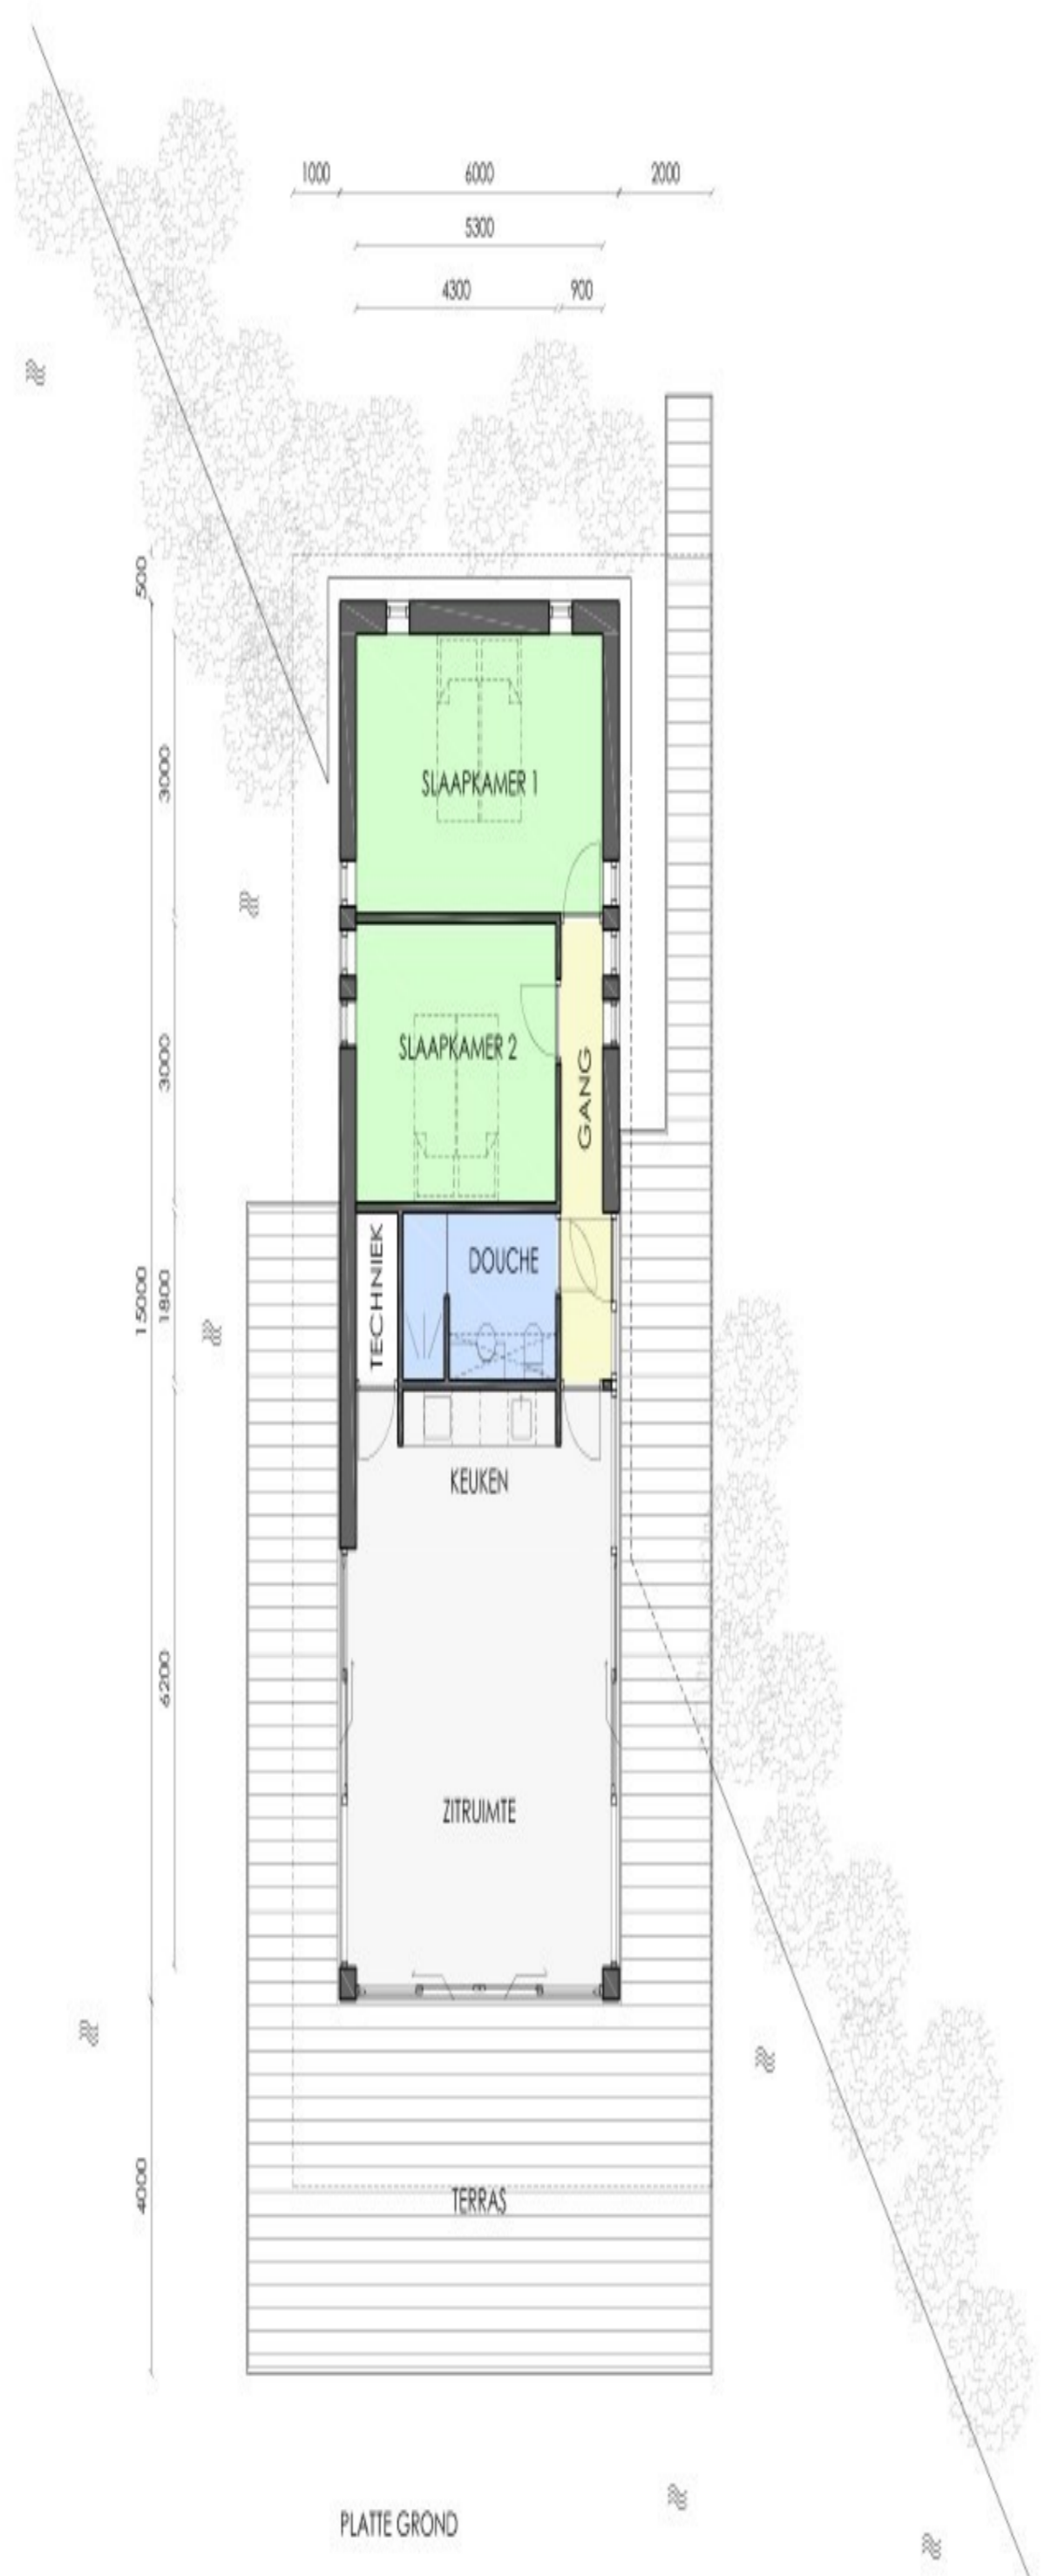 1000 6000 2000
5300
4300 900
500
3000
SLAAPKAMER 1
3000
SLAAPKAMER 2
GANG
15000
1800
TECHNIEK
DOUCHE
KEUKEN
6200
ZITRUIMTE
4000
TERRAS
PLATTE GROND